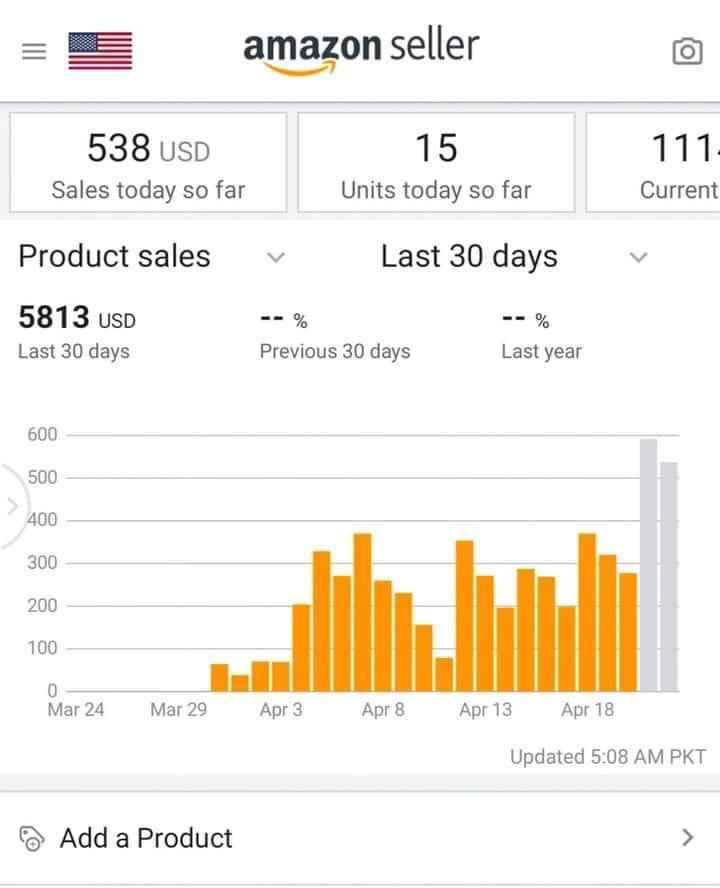 amazon seller
538 USD
Sales today so far
15
Units today so far
111
Current
Product sales
Last 30 days
5813 USD
Last 30 days
-- %
Previous 30 days
-- %
Last year
600
500
400
300
200
100
0
Mar 24 Mar 29 Apr 3 Apr 8 Apr 13 Apr 18
Updated 5:08 AM PKT
Add a Product